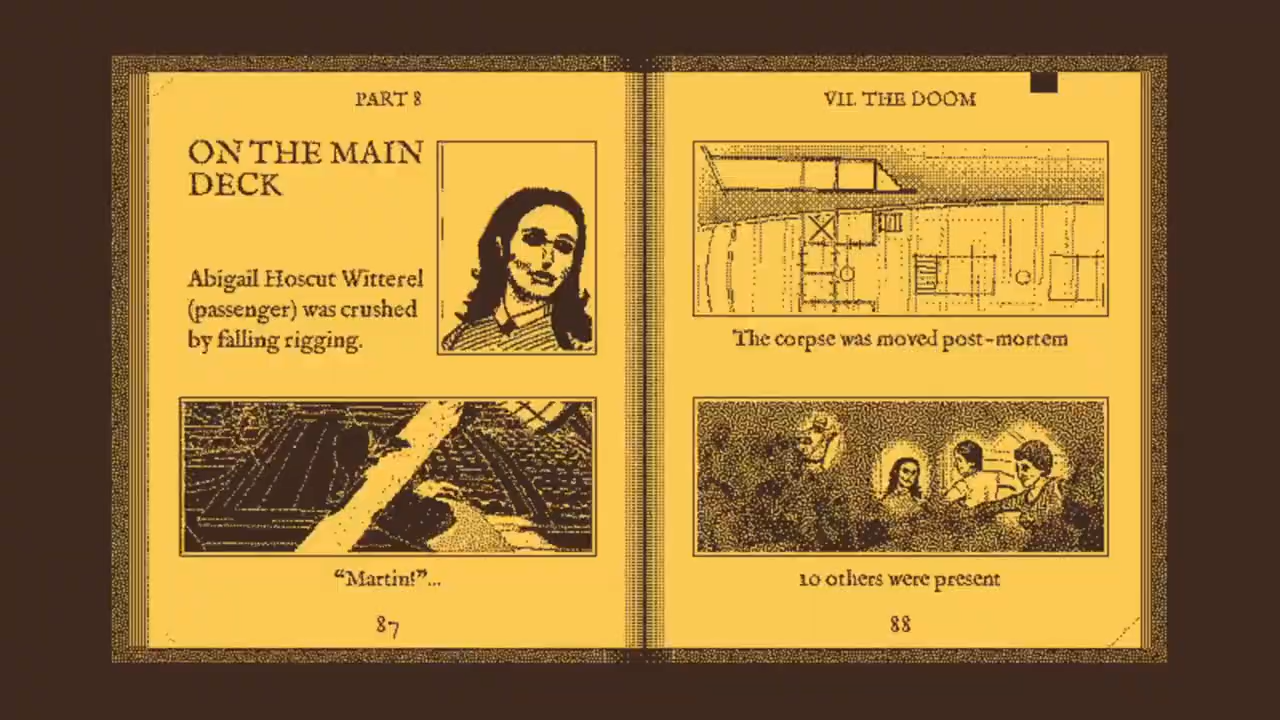 PART 8
ON THE MAIN
DECK
Abigail Hoscut Witterel
(passenger) was crushed
by falling rigging.
"Martin!"...
87
VII. THE DOOM
The corpse was moved post-mortem
10 others were present
88